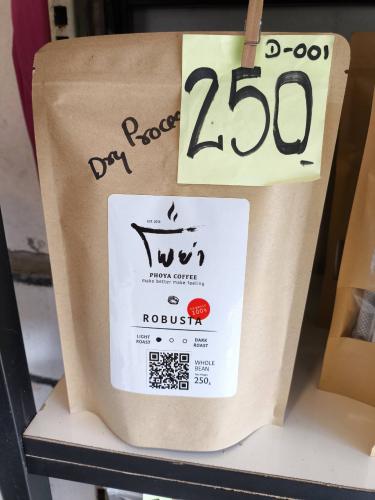 D-001
250
Dry Process
EST. 2018
โพย่า
PHOYA COFFEE
make better make feeling
100%
ROBUSTA
LIGHT ROAST
DARK ROAST
WHOLE BEAN
250g